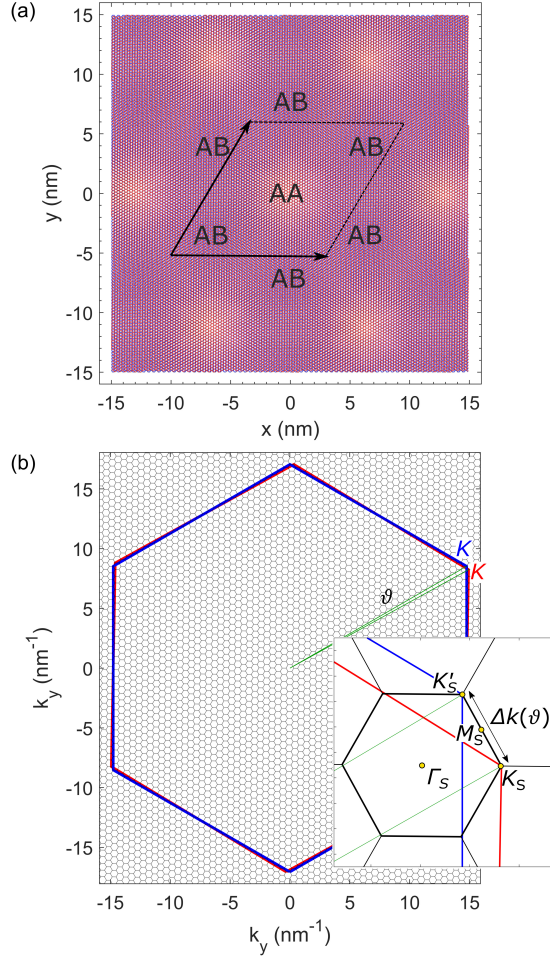 (a)
15
10
5
0
-5
-10
-15
y (nm)
AB
AB
AB
AA
AB
AB
AB
-15
-10
-5
0
5
10
15
x (nm)
(b)
15
10
5
0
-5
-10
-15
k_y (nm⁻¹)
K
K
ϑ
K′_S
Δk(ϑ)
M_S
Γ_S
K_S
-15
-10
-5
0
5
10
15
k_y (nm⁻¹)